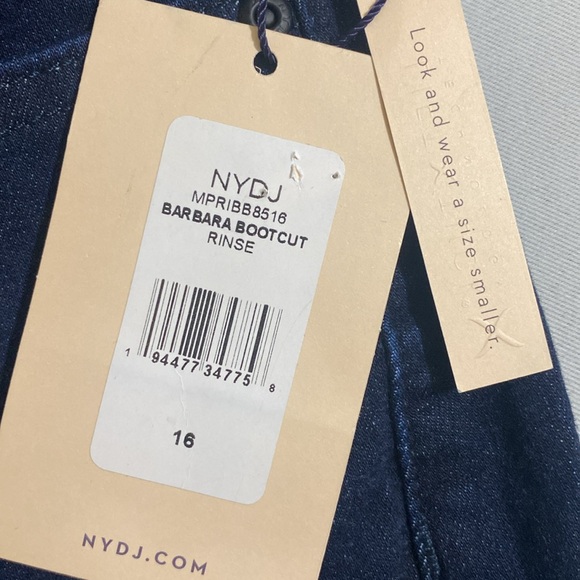 NYDJ
MPRIBB8516
BARBARA BOOTCUT
RINSE
1 94477 34775 8
16
NYDJ.COM
Look and wear a size smaller.